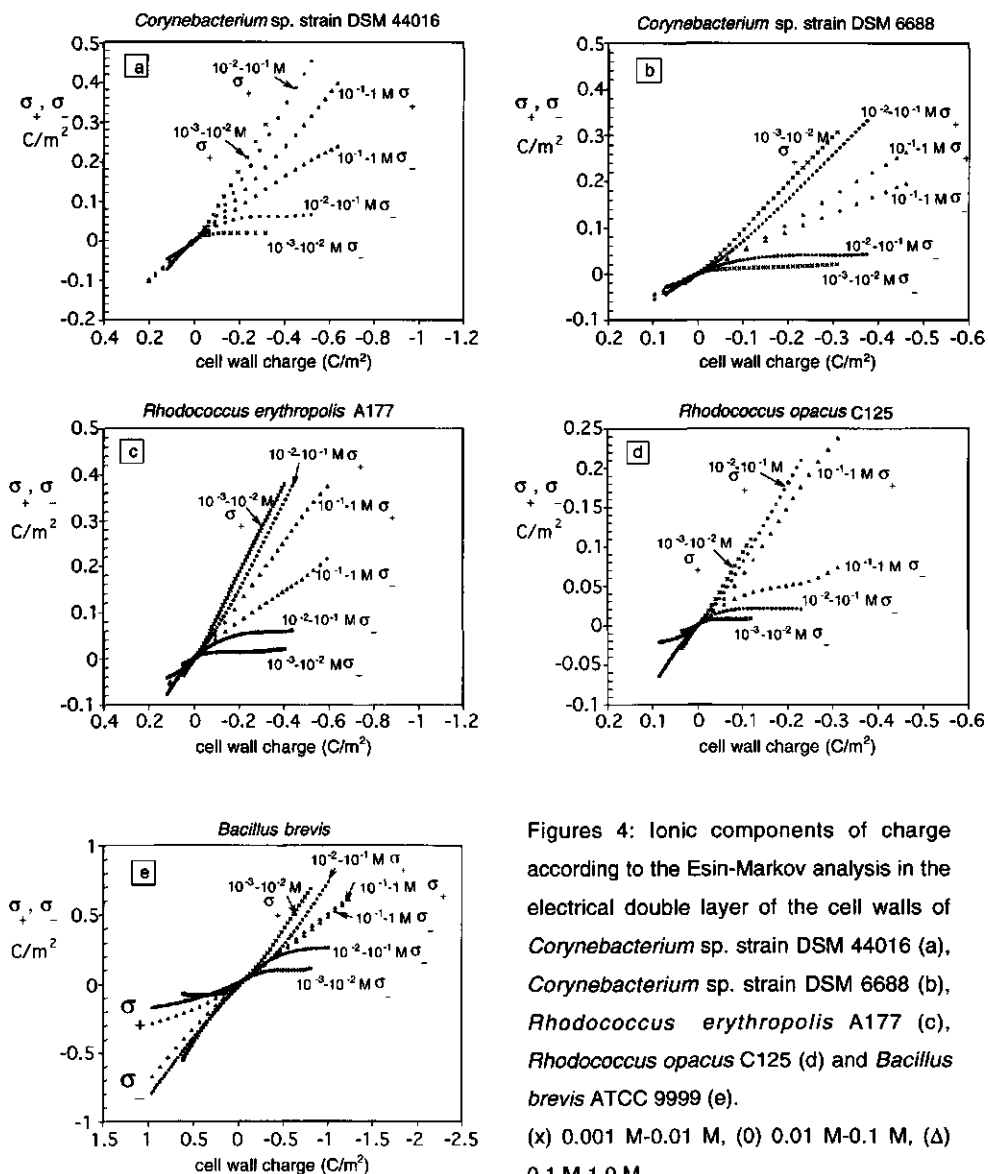 Corynebacterium sp. strain DSM 44016
a
0.5
0.4
0.3
0.2
0.1
0
-0.1
-0.2
σ+, σ-
C/m²
10⁻²-10⁻¹ M
σ+
10⁻³-10⁻² M
σ+
10⁻¹-1 M σ+
10⁻¹-1 M σ-
10⁻²-10⁻¹ M σ-
10⁻³-10⁻² M σ-
0.4 0.2 0 -0.2 -0.4 -0.6 -0.8 -1 -1.2
cell wall charge (C/m²)
Corynebacterium sp. strain DSM 6688
b
0.5
0.4
0.3
0.2
0.1
0
-0.1
σ+, σ-
C/m²
10⁻²-10⁻¹ M σ+
10⁻³-10⁻² M
σ+
10⁻¹-1 M σ+
10⁻¹-1 M σ-
10⁻²-10⁻¹ M σ-
10⁻³-10⁻² M σ-
0.2 0.1 0 -0.1 -0.2 -0.3 -0.4 -0.5 -0.6
cell wall charge (C/m²)
Rhodococcus erythropolis A177
c
0.5
0.4
0.3
0.2
0.1
0
-0.1
σ+, σ-
C/m²
10⁻²-10⁻¹ M σ+
10⁻³-10⁻² M
σ+
10⁻¹-1 M σ+
10⁻¹-1 M σ-
10⁻²-10⁻¹ M σ-
10⁻³-10⁻² M σ-
0.4 0.2 0 -0.2 -0.4 -0.6 -0.8 -1 -1.2
cell wall charge (C/m²)
Rhodococcus opacus C125
d
0.25
0.2
0.15
0.1
0.05
0
-0.05
-0.1
σ+, σ-
C/m²
10⁻²-10⁻¹ M
σ+
10⁻¹-1 M σ+
10⁻³-10⁻² M
σ+
10⁻¹-1 M σ-
10⁻²-10⁻¹ M σ-
10⁻³-10⁻² M σ-
0.2 0.1 0 -0.1 -0.2 -0.3 -0.4 -0.5 -0.6
cell wall charge (C/m²)
Bacillus brevis
e
1
0.5
0
-0.5
-1
σ+, σ-
C/m²
10⁻²-10⁻¹ M σ+
10⁻³-10⁻² M
σ+
10⁻¹-1 M σ+
10⁻¹-1 M σ-
10⁻²-10⁻¹ M σ-
10⁻³-10⁻² M σ-
σ+
σ-
1.5 1 0.5 0 -0.5 -1 -1.5 -2 -2.5
cell wall charge (C/m²)
Figures 4: Ionic components of charge
according to the Esin-Markov analysis in the
electrical double layer of the cell walls of
Corynebacterium sp. strain DSM 44016 (a),
Corynebacterium sp. strain DSM 6688 (b),
Rhodococcus erythropolis A177 (c),
Rhodococcus opacus C125 (d) and Bacillus
brevis ATCC 9999 (e).
(x) 0.001 M-0.01 M, (0) 0.01 M-0.1 M, (Δ)
0.1 M-1.0 M